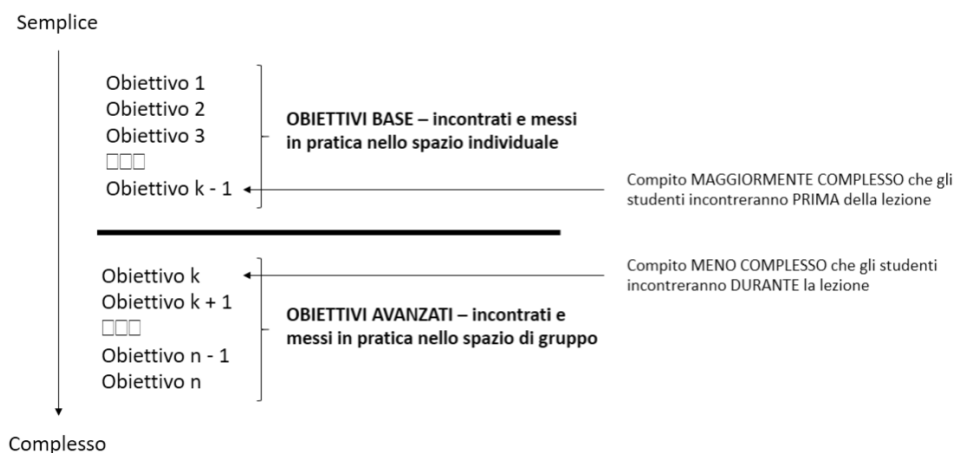 Semplice
Obiettivo 1
Obiettivo 2
Obiettivo 3
□□□
Obiettivo k - 1
OBIETTIVI BASE – incontrati e messi
in pratica nello spazio individuale
Compito MAGGIORMENTE COMPLESSO che gli
studenti incontreranno PRIMA della lezione
Obiettivo k
Obiettivo k + 1
□□□
Obiettivo n - 1
Obiettivo n
OBIETTIVI AVANZATI – incontrati e
messi in pratica nello spazio di gruppo
Compito MENO COMPLESSO che gli studenti
incontreranno DURANTE la lezione
Complesso